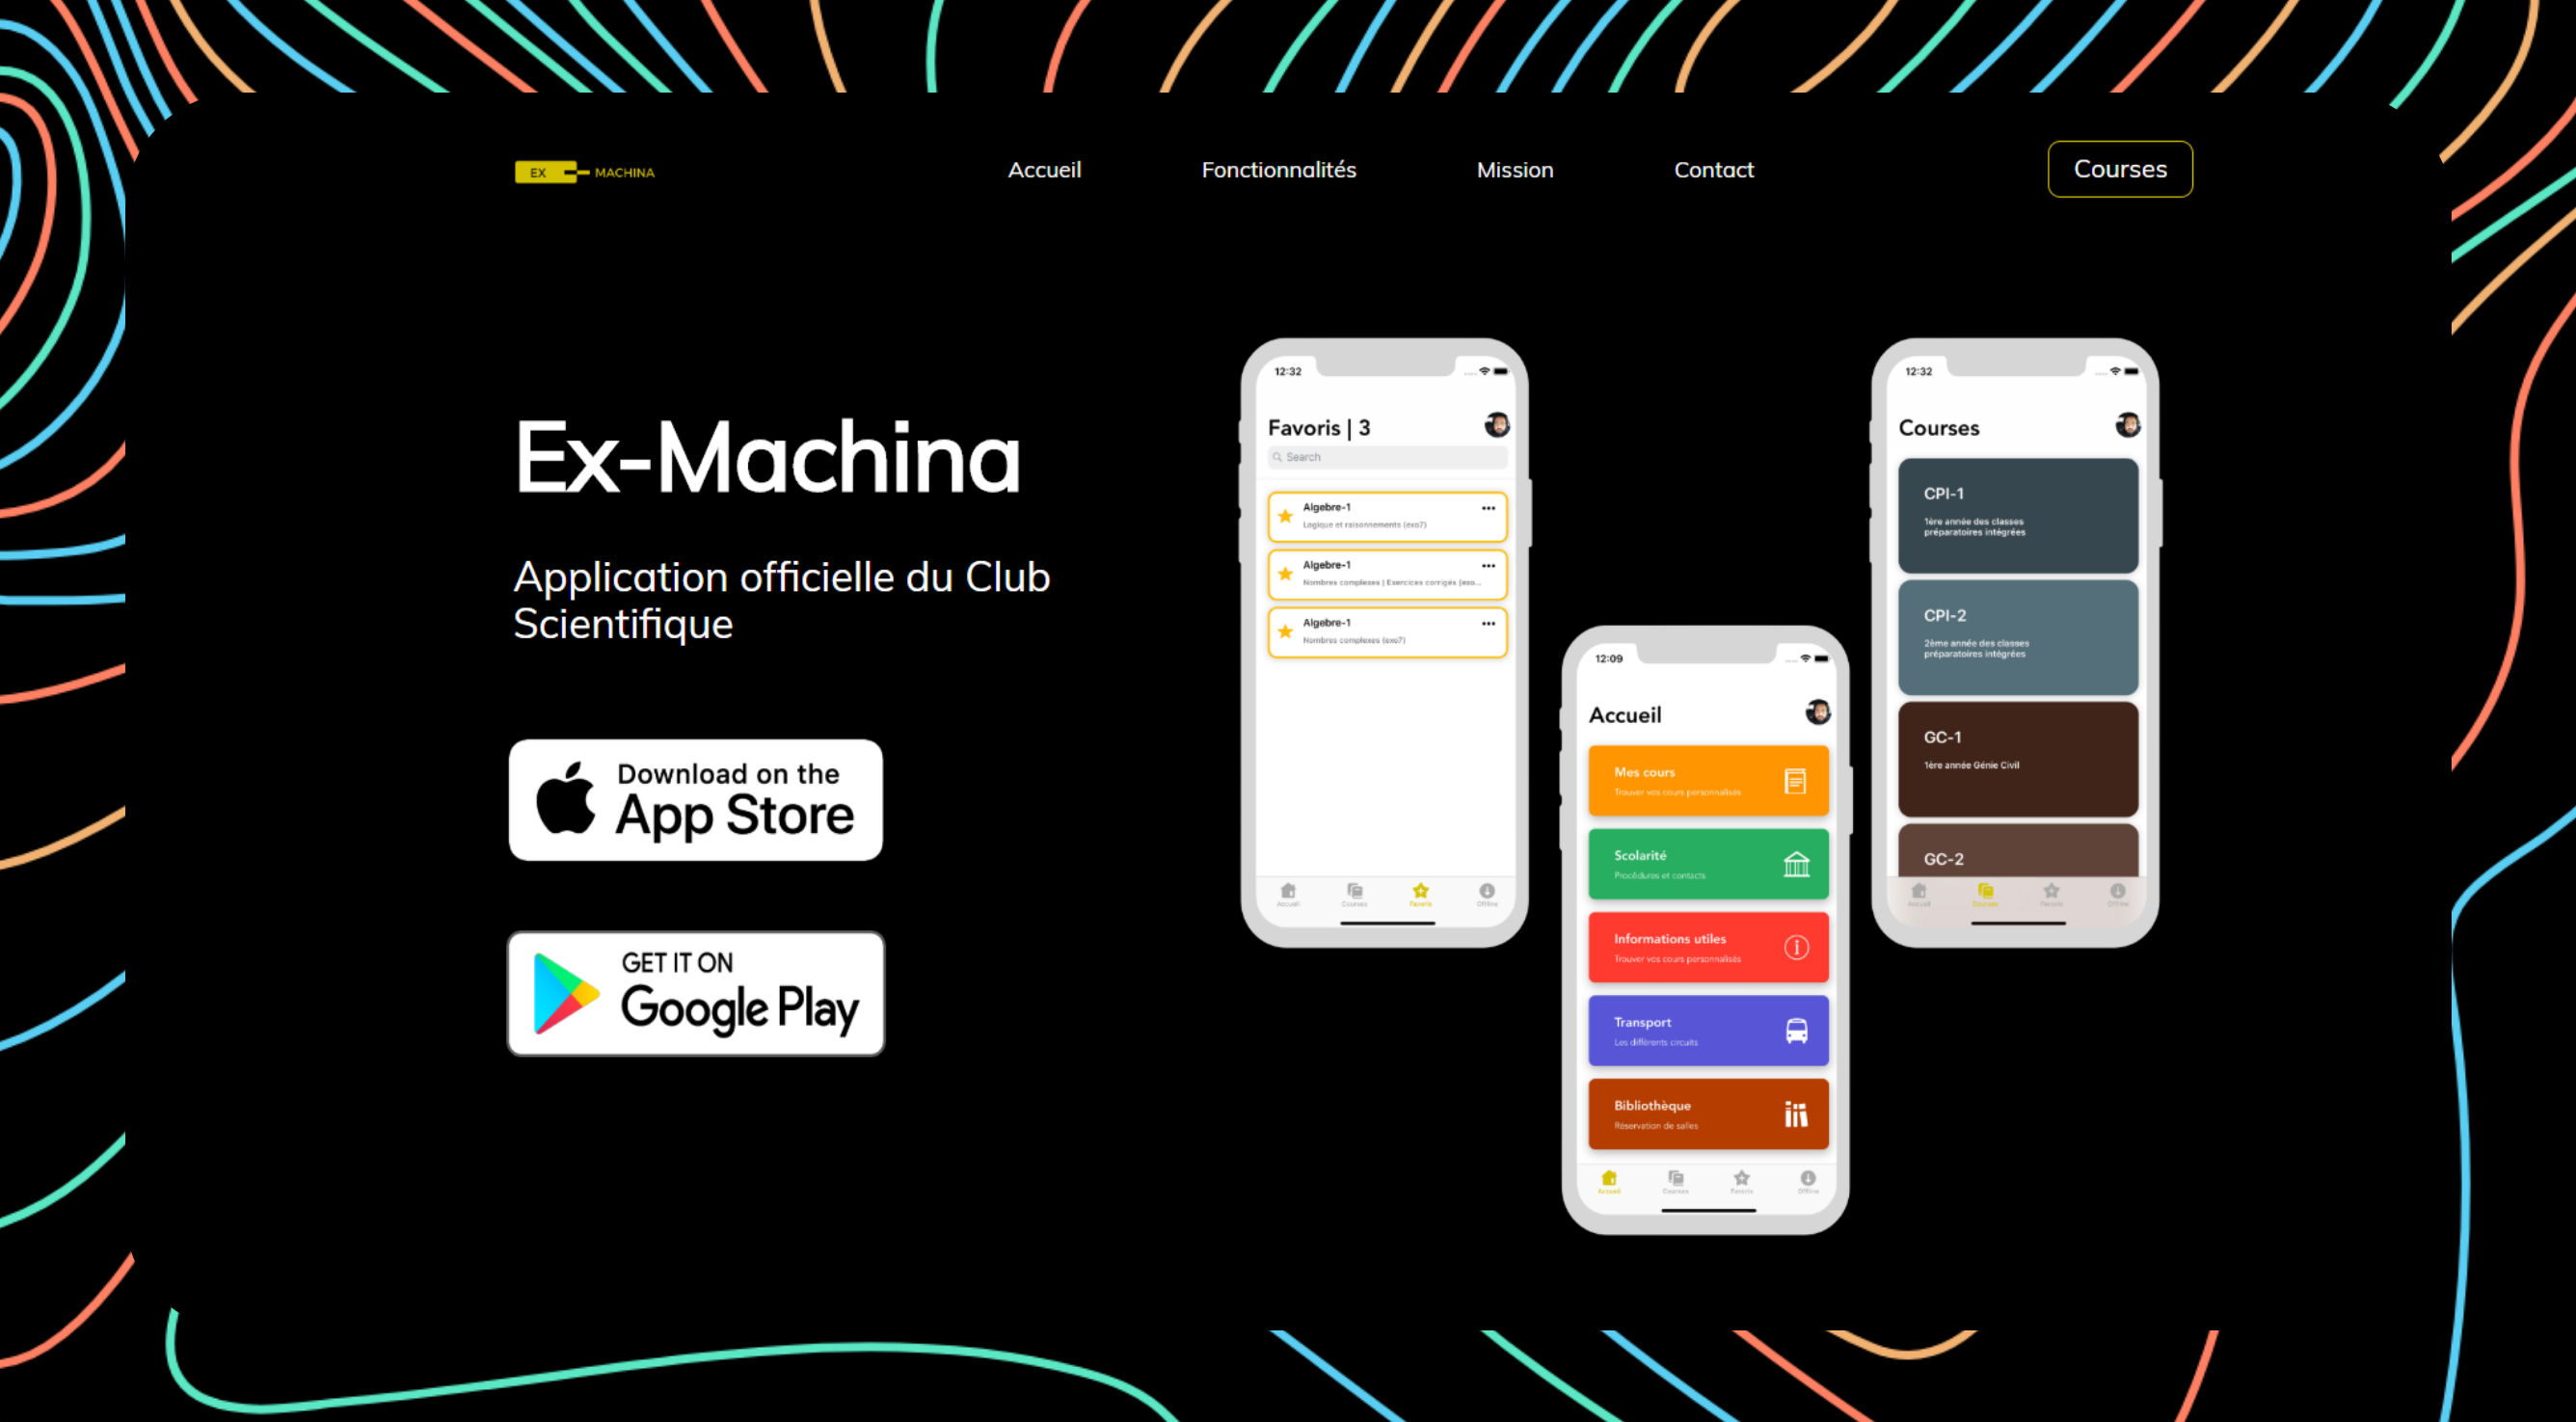 EX MACHINA
Accueil
Fonctionnalités
Mission
Contact
Courses
Ex-Machina
Application officielle du Club
Scientifique
Download on the
App Store
GET IT ON
Google Play
12:32
Favoris | 3
Search
Algebre-1
Logique et raisonnements (exo7)
Algebre-1
Nombres complexes | Exercices corrigés (exo...
Algebre-1
Nombres complexes (exo7)
Accueil
Courses
Favoris
Offline
12:09
Accueil
Mes cours
Trouver vos cours personnalisés
Scolarité
Procédures et contacts
Informations utiles
Trouver vos cours personnalisés
Transport
Les différents circuits
Bibliothèque
Réservation de salles
Accueil
Courses
Favoris
Offline
12:32
Courses
CPI-1
1ère année des classes
préparatoires intégrées
CPI-2
2ème année des classes
préparatoires intégrées
GC-1
1ère année Génie Civil
GC-2
Accueil
Courses
Favoris
Offline